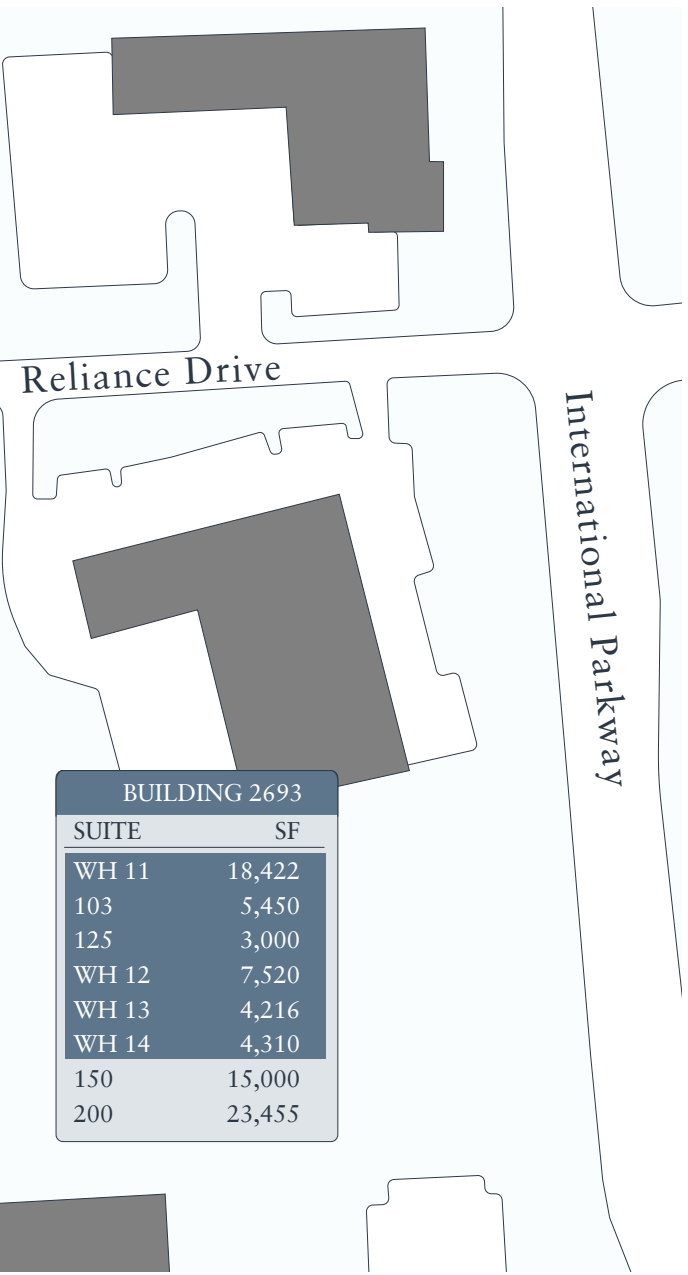 Reliance Drive
International Parkway
BUILDING 2693
SUITE SF
WH 11 18,422
103 5,450
125 3,000
WH 12 7,520
WH 13 4,216
WH 14 4,310
150 15,000
200 23,455